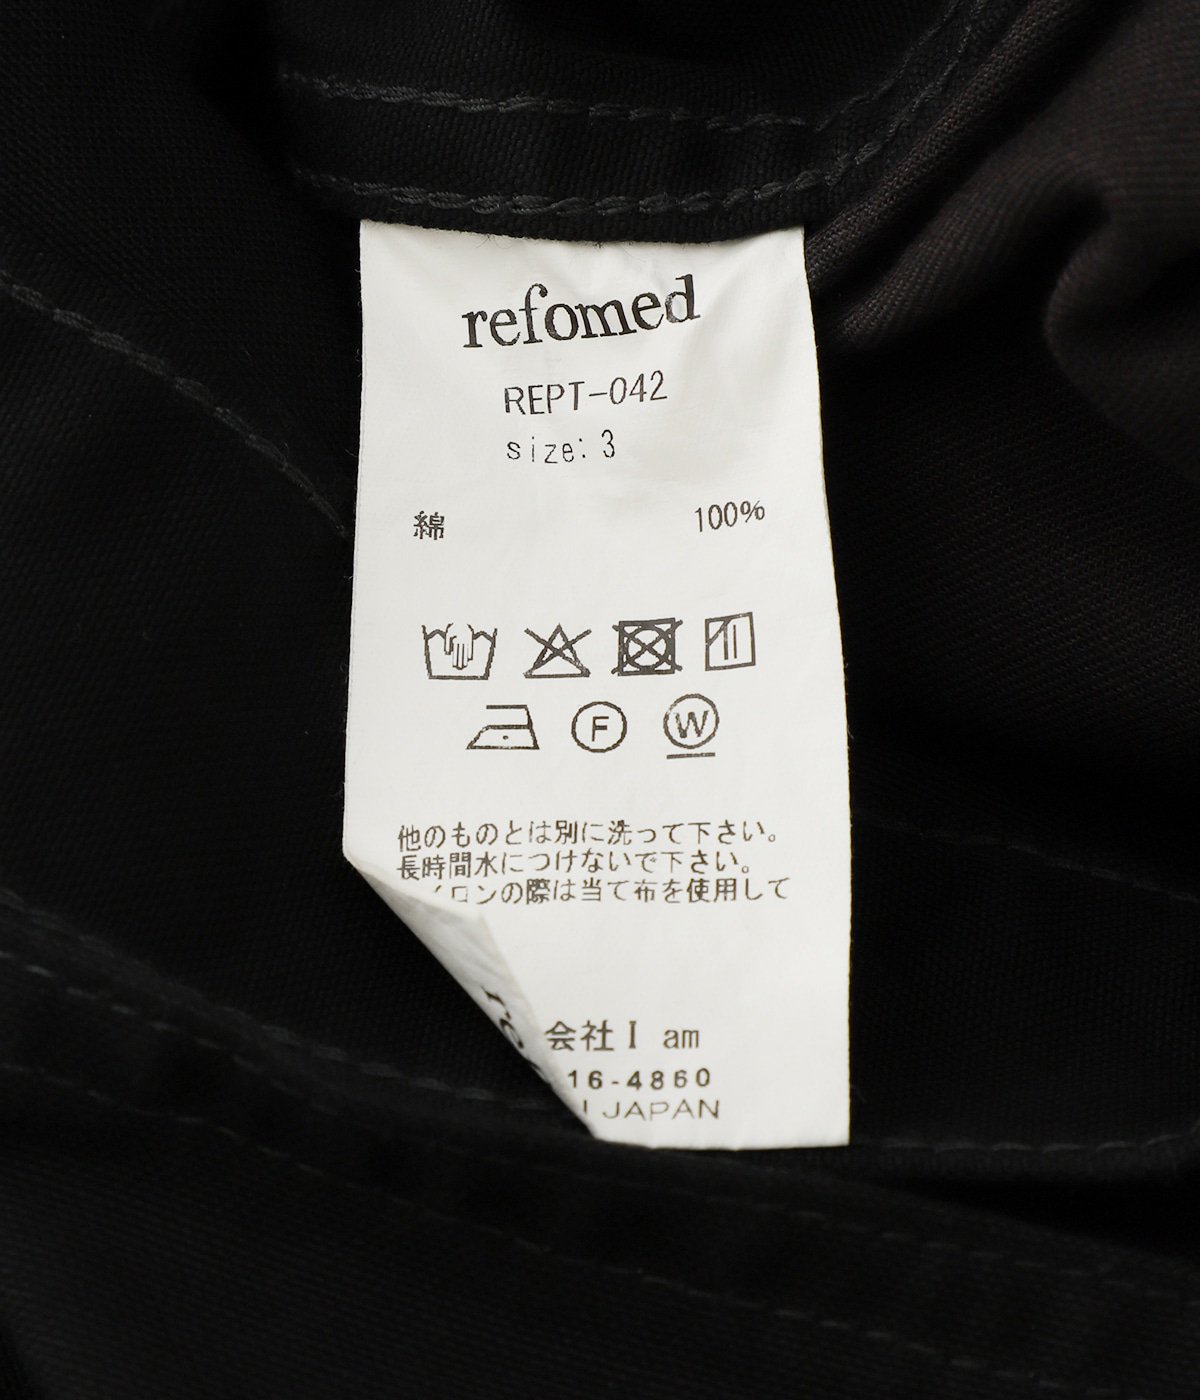 refomed
REPT-042
size: 3
綿 100%
F W
他のものとは別に洗って下さい。
長時間水につけないで下さい。
イロンの際は当て布を使用して
会社 I am
16-4860
JAPAN